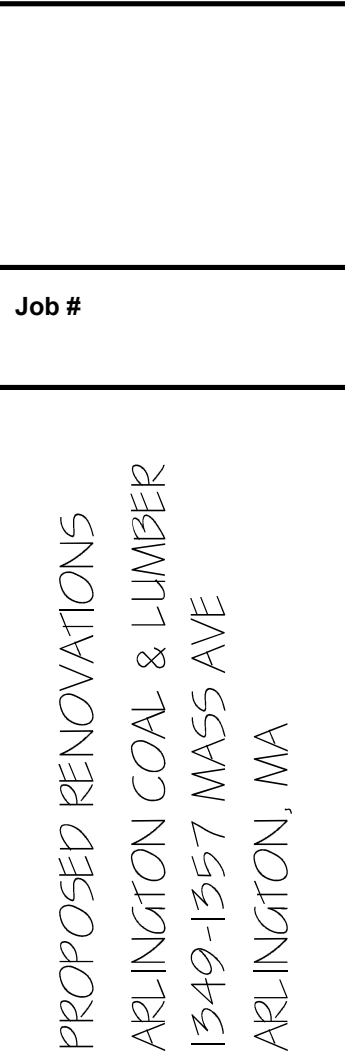 Job #
PROPOSED RENOVATIONS
ARLINGTON COAL & LUMBER
1349-1357 MASS AVE
ARLINGTON, MA